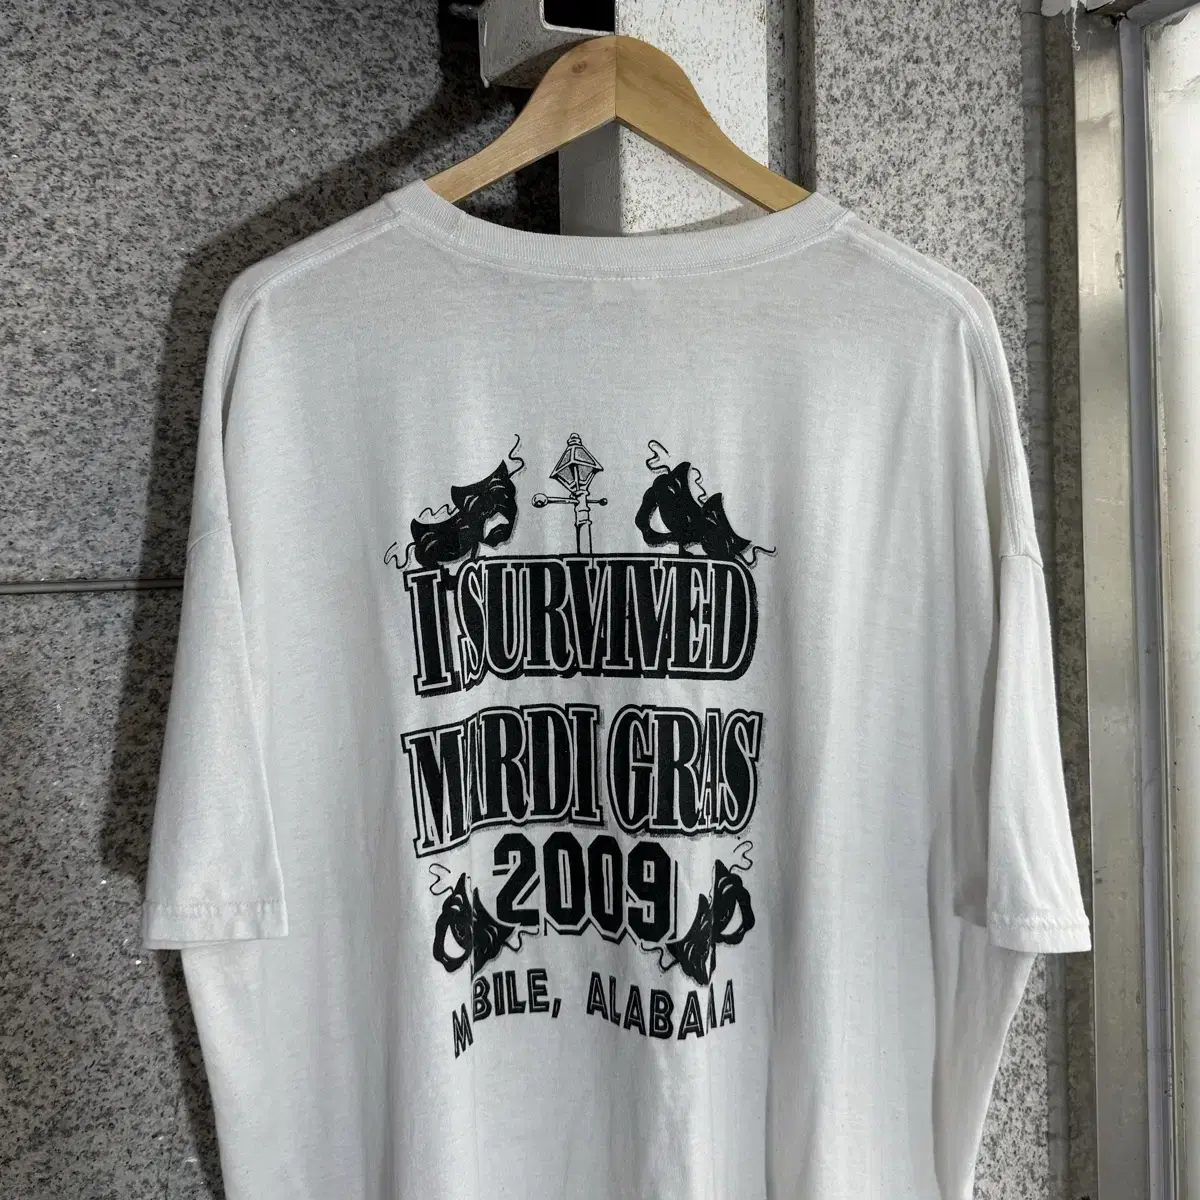 I SURVIVED
MARDI GRAS
2009
MOBILE, ALABAMA